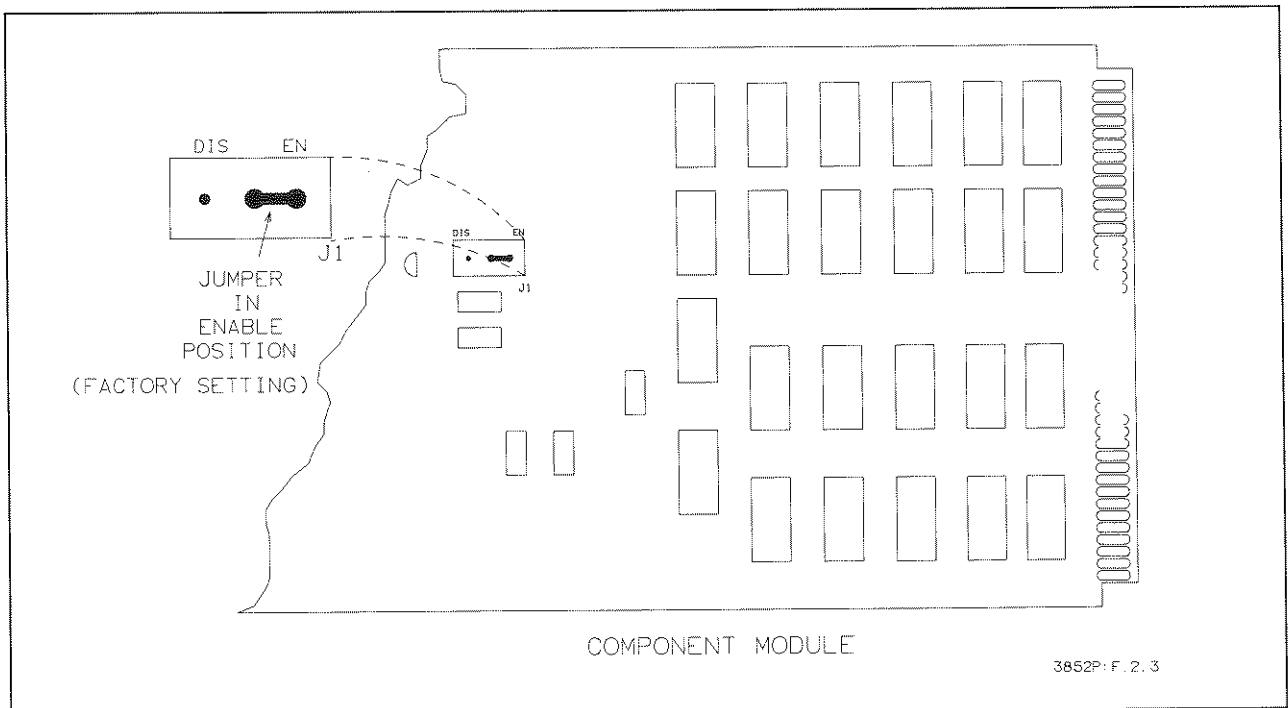 DIS EN
J1
JUMPER
IN
ENABLE
POSITION
(FACTORY SETTING)
DIS EN
J1
COMPONENT MODULE
3852P:F.2.3